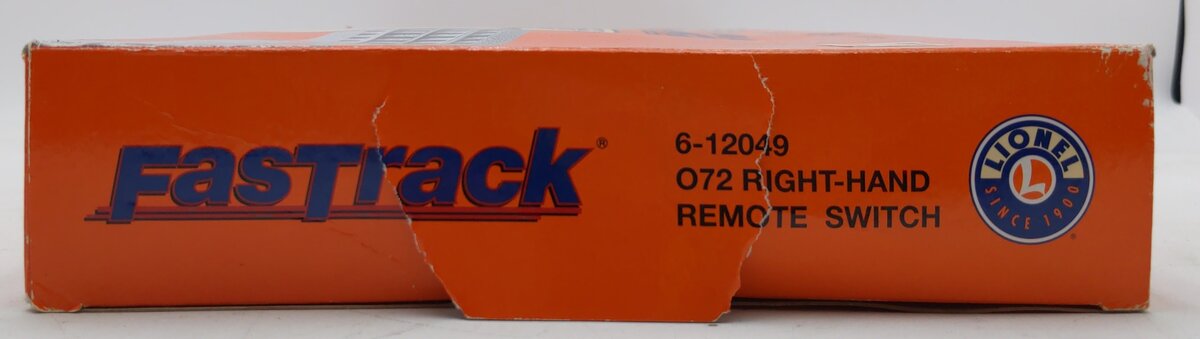 FasTrack®
6-12049
O72 RIGHT-HAND
REMOTE SWITCH
LIONEL
L
SINCE 1900
®